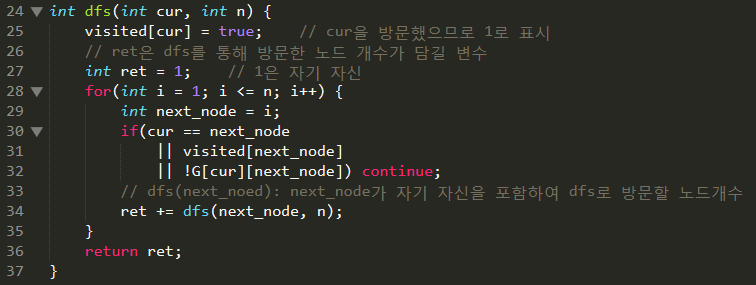 24 int dfs(int cur, int n) {
25     visited[cur] = true;    // cur을 방문했으므로 1로 표시
26     // ret은 dfs를 통해 방문한 노드 개수가 담길 변수
27     int ret = 1;    // 1은 자기 자신
28     for(int i = 1; i <= n; i++) {
29         int next_node = i;
30         if(cur == next_node
31             || visited[next_node]
32             || !G[cur][next_node]) continue;
33         // dfs(next_noed): next_node가 자기 자신을 포함하여 dfs로 방문할 노드개수
34         ret += dfs(next_node, n);
35     }
36     return ret;
37 }